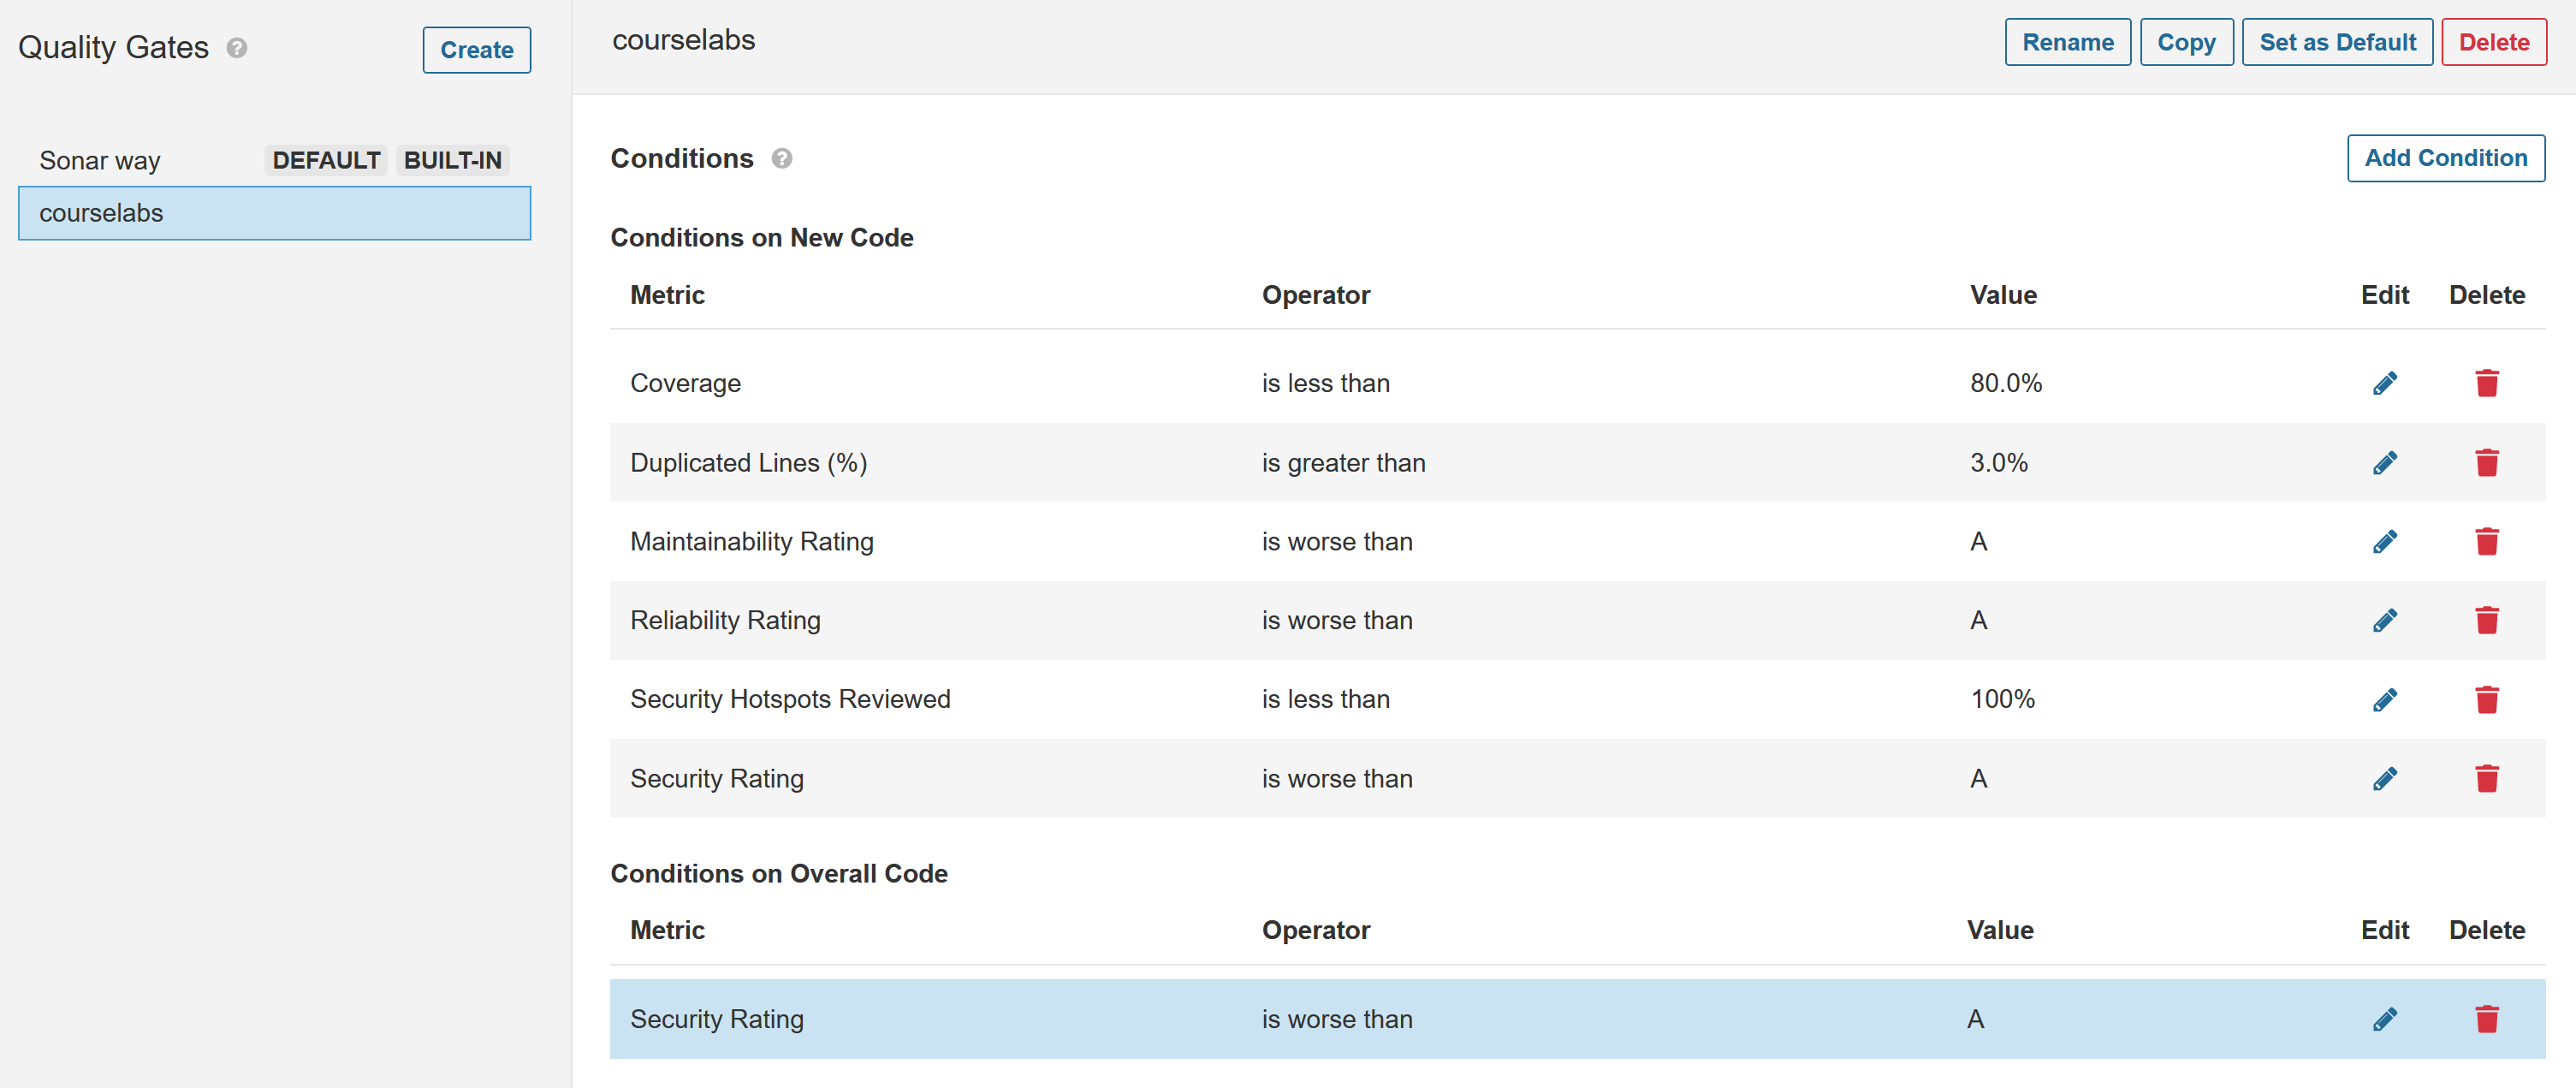 Quality Gates ?
Create
Sonar way DEFAULT BUILT-IN
courselabs
courselabs
Rename Copy Set as Default Delete
Conditions ?
Add Condition
Conditions on New Code
Metric Operator Value Edit Delete
Coverage is less than 80.0%
Duplicated Lines (%) is greater than 3.0%
Maintainability Rating is worse than A
Reliability Rating is worse than A
Security Hotspots Reviewed is less than 100%
Security Rating is worse than A
Conditions on Overall Code
Metric Operator Value Edit Delete
Security Rating is worse than A